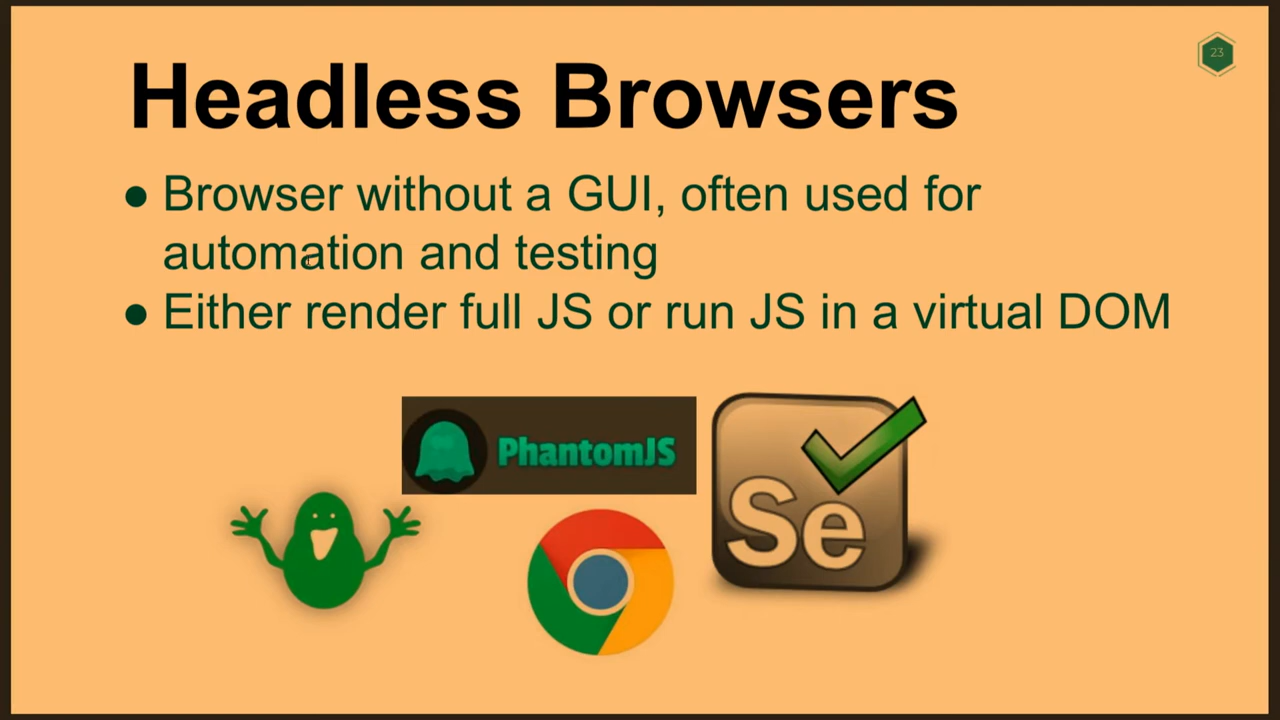 23
Headless Browsers
● Browser without a GUI, often used for
automation and testing
● Either render full JS or run JS in a virtual DOM
PhantomJS
Se